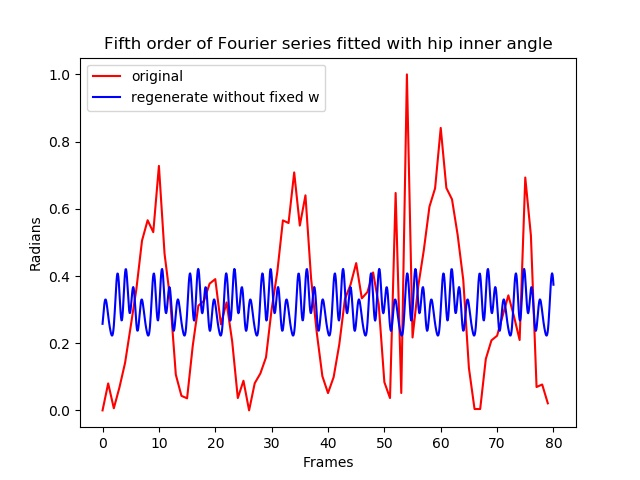 Fifth order of Fourier series fitted with hip inner angle
original
regenerate without fixed w
1.0
0.8
0.6
0.4
0.2
0.0
Radians
0 10 20 30 40 50 60 70 80
Frames